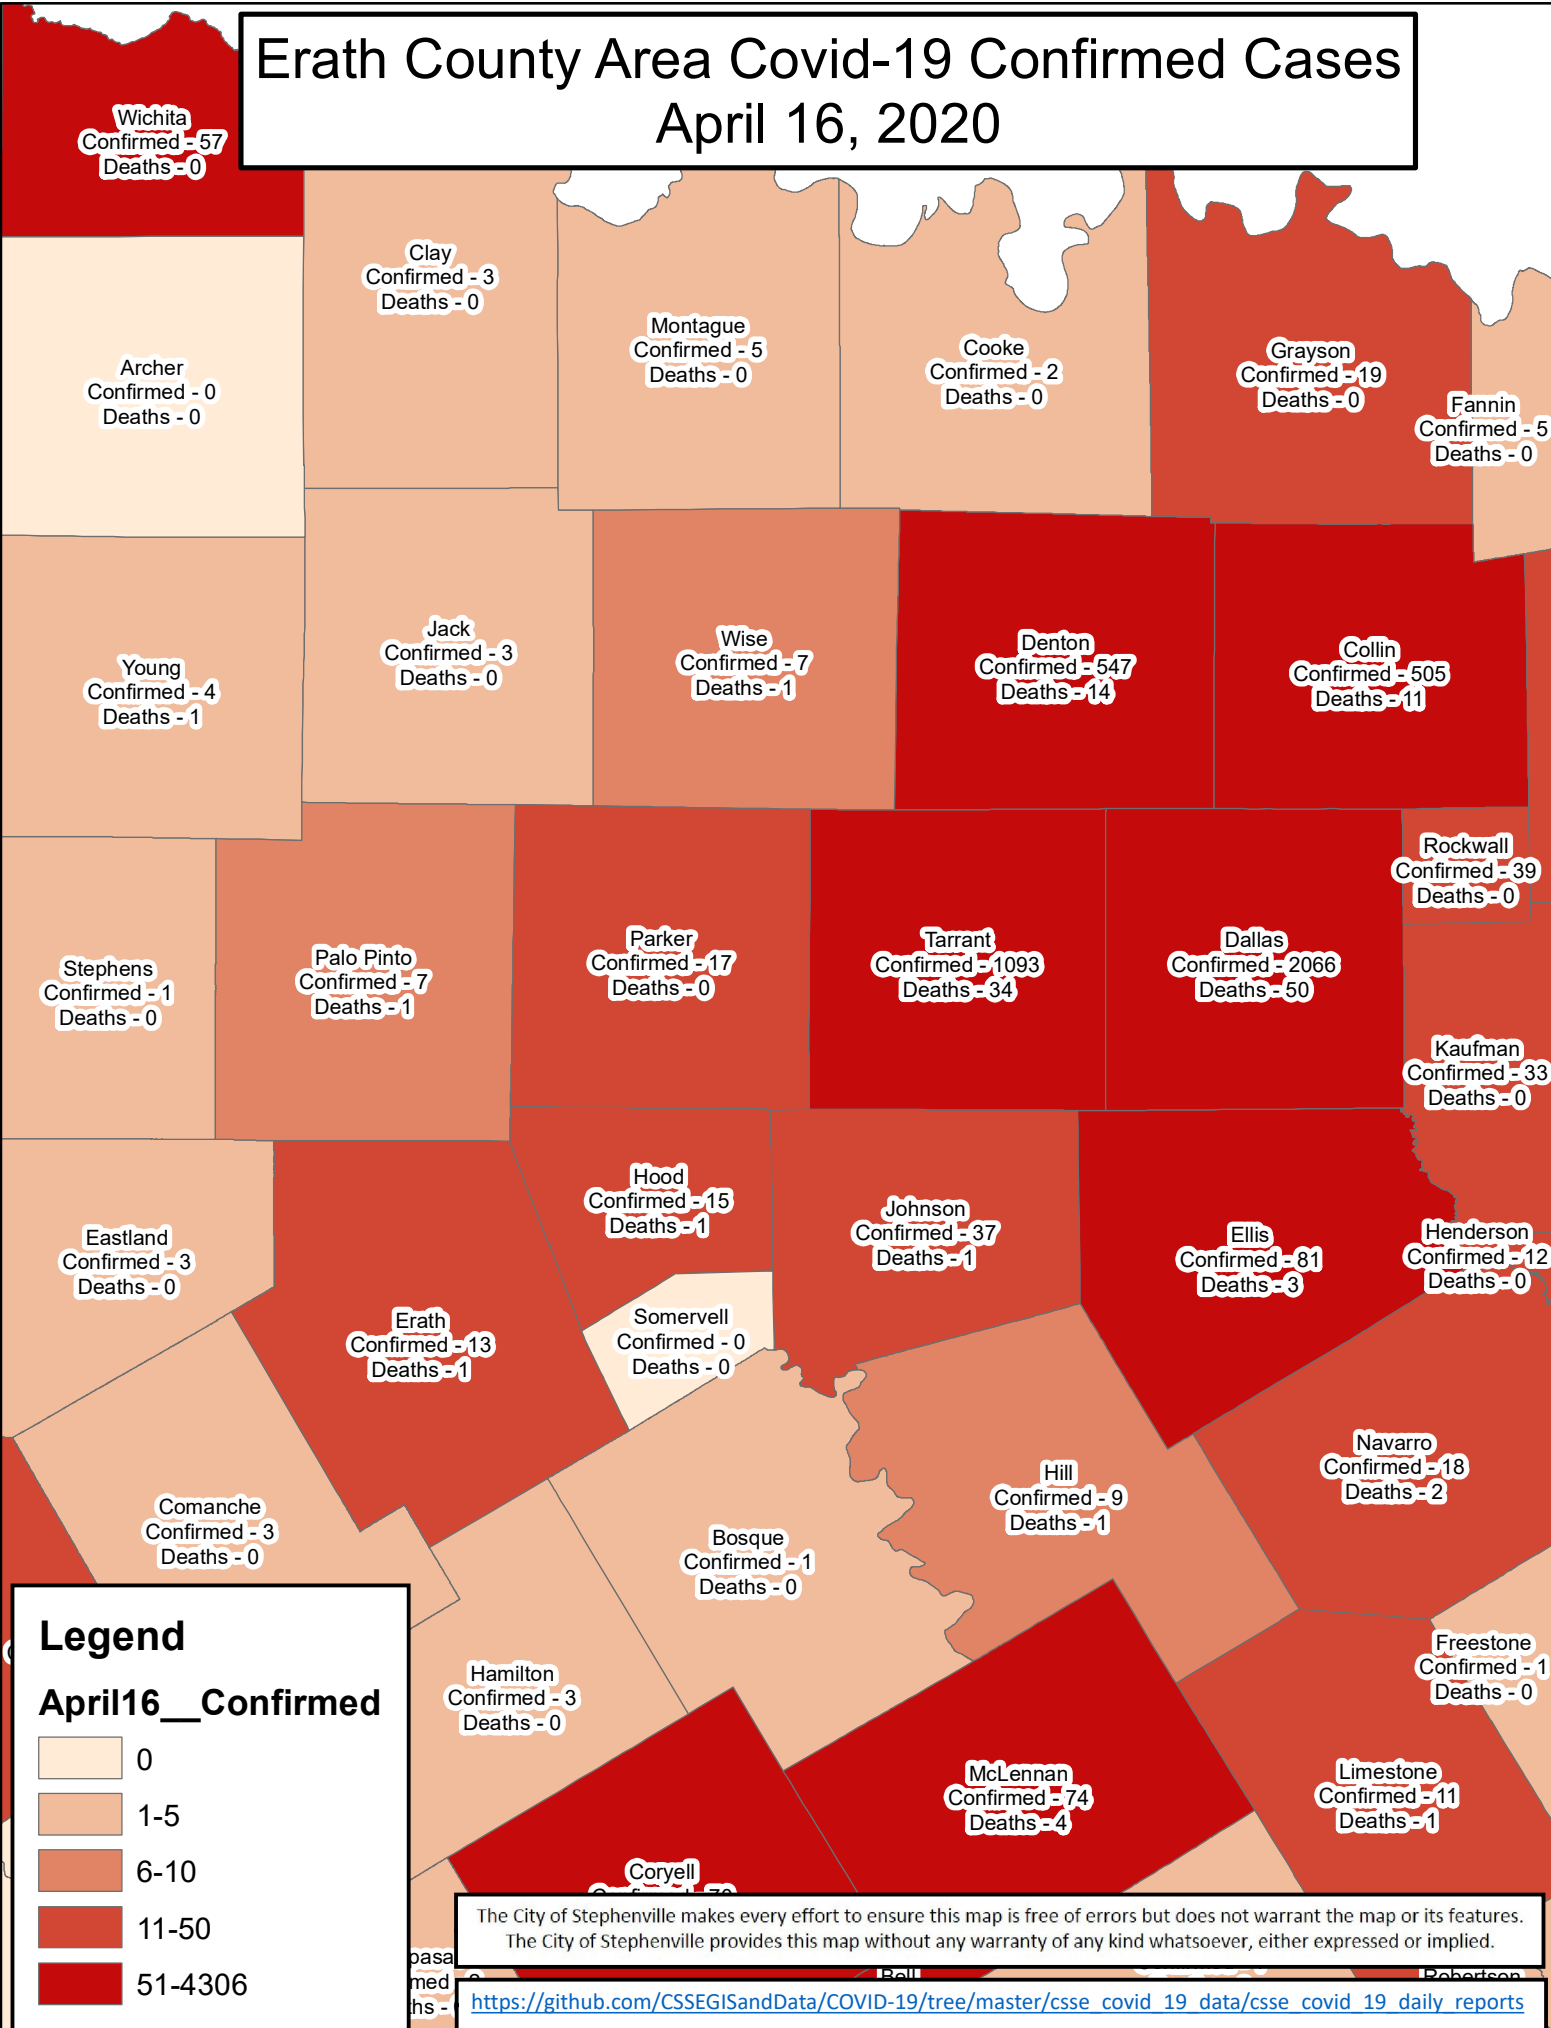 Erath County Area Covid-19 Confirmed Cases
April 16, 2020
Wichita
Confirmed - 57
Deaths - 0
Clay
Confirmed - 3
Deaths - 0
Montague
Confirmed - 5
Deaths - 0
Cooke
Confirmed - 2
Deaths - 0
Grayson
Confirmed - 19
Deaths - 0
Archer
Confirmed - 0
Deaths - 0
Fannin
Confirmed - 5
Deaths - 0
Young
Confirmed - 4
Deaths - 1
Jack
Confirmed - 3
Deaths - 0
Wise
Confirmed - 7
Deaths - 1
Denton
Confirmed - 547
Deaths - 14
Collin
Confirmed - 505
Deaths - 11
Rockwall
Confirmed - 39
Deaths - 0
Stephens
Confirmed - 1
Deaths - 0
Palo Pinto
Confirmed - 7
Deaths - 1
Parker
Confirmed - 17
Deaths - 0
Tarrant
Confirmed - 1093
Deaths - 34
Dallas
Confirmed - 2066
Deaths - 50
Kaufman
Confirmed - 33
Deaths - 0
Eastland
Confirmed - 3
Deaths - 0
Hood
Confirmed - 15
Deaths - 1
Johnson
Confirmed - 37
Deaths - 1
Ellis
Confirmed - 81
Deaths - 3
Henderson
Confirmed - 12
Deaths - 0
Erath
Confirmed - 13
Deaths - 1
Somervell
Confirmed - 0
Deaths - 0
Comanche
Confirmed - 3
Deaths - 0
Bosque
Confirmed - 1
Deaths - 0
Hill
Confirmed - 9
Deaths - 1
Navarro
Confirmed - 18
Deaths - 2
Hamilton
Confirmed - 3
Deaths - 0
Freestone
Confirmed - 1
Deaths - 0
McLennan
Confirmed - 74
Deaths - 4
Limestone
Confirmed - 11
Deaths - 1
Coryell
Legend
April16__Confirmed
0
1-5
6-10
11-50
51-4306
pasa
med
ths -
Bell
Robertson
The City of Stephenville makes every effort to ensure this map is free of errors but does not warrant the map or its features.
The City of Stephenville provides this map without any warranty of any kind whatsoever, either expressed or implied.
https://github.com/CSSEGISandData/COVID-19/tree/master/csse_covid_19_data/csse_covid_19_daily_reports